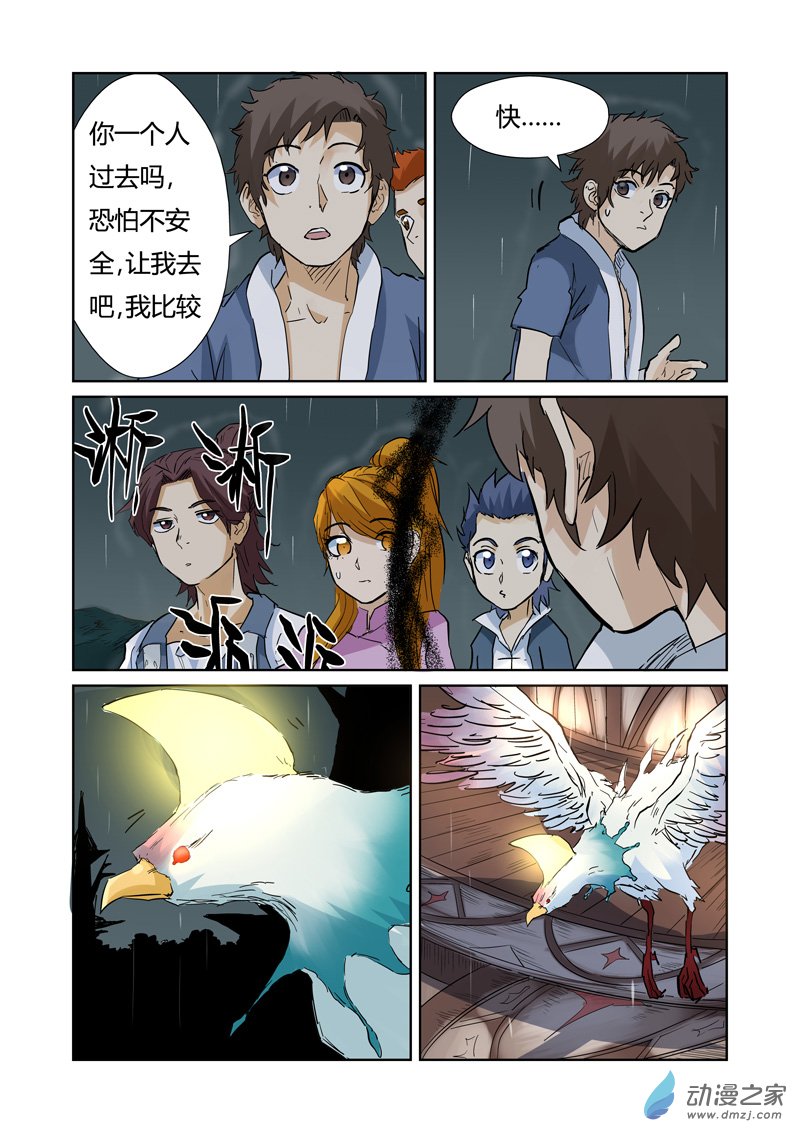 你一个人
过去吗，
恐怕不安
全，让我去
吧，我比较
快……
淅
淅
淅
淅
动漫之家
www.dmzj.com